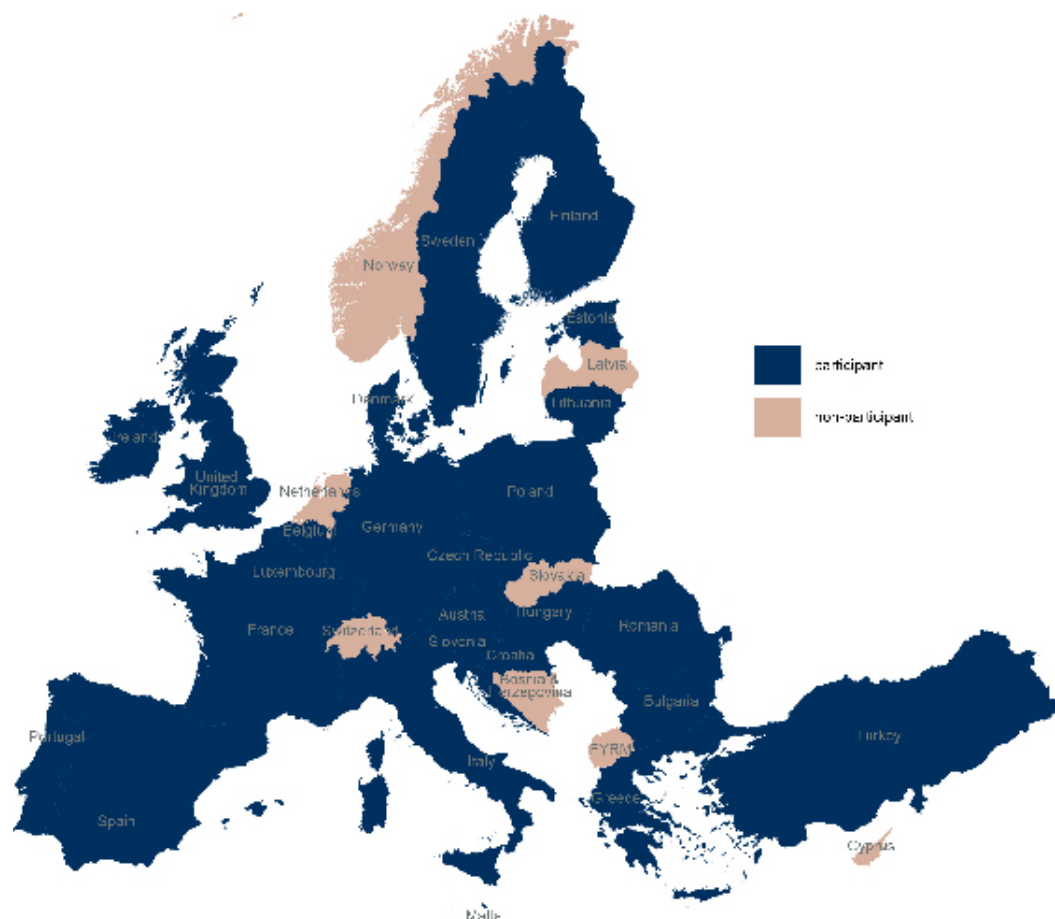 Finland
Sweden
Norway
Estonia
Latvia
participant
Denmark
Lithuania
non-participant
Ireland
United
Kingdom
Netherlands
Poland
Belgium
Germany
Czech Republic
Luxembourg
Slovakia
Austria
Hungary
France
Switzerland
Romania
Slovenia
Croatia
Bosnia &
Herzegovina
Bulgaria
Portugal
Turkey
FYRM
Italy
Greece
Spain
Cyprus
Malta